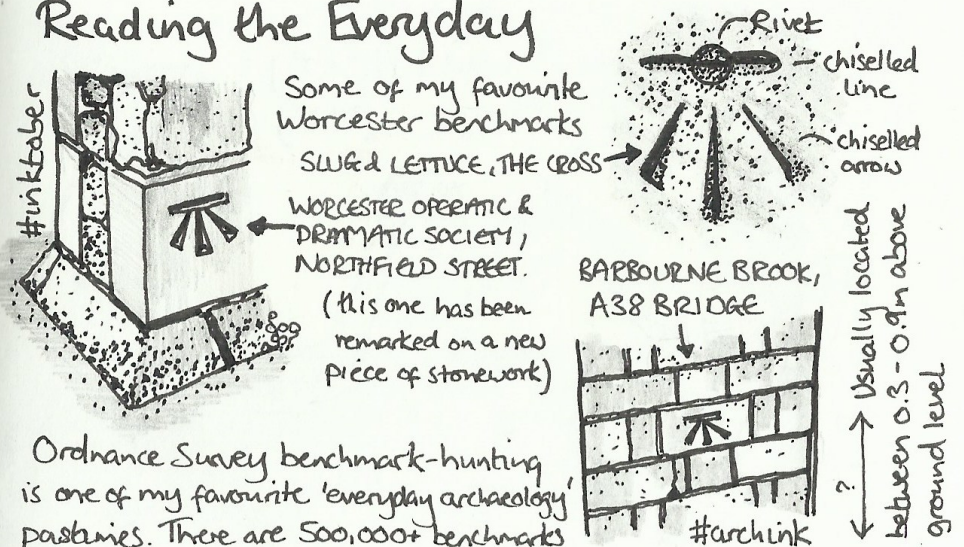 Reading the Everyday
#inktober
Some of my favourite
Worcester benchmarks
SLUG & LETTUCE, THE CROSS
Rivet
chiselled
line
chiselled
arrow
WORCESTER OPERATIC &
DRAMATIC SOCIETY,
NORTHFIELD STREET.
(this one has been
remarked on a new
piece of stonework)
BARBOURNE BROOK,
A38 BRIDGE
?
Usually located
between 0.3 - 0.9m above
ground level
Ordnance Survey benchmark-hunting
is one of my favourite 'everyday archaeology'
pastimes. There are 500,000+ benchmarks
#archink